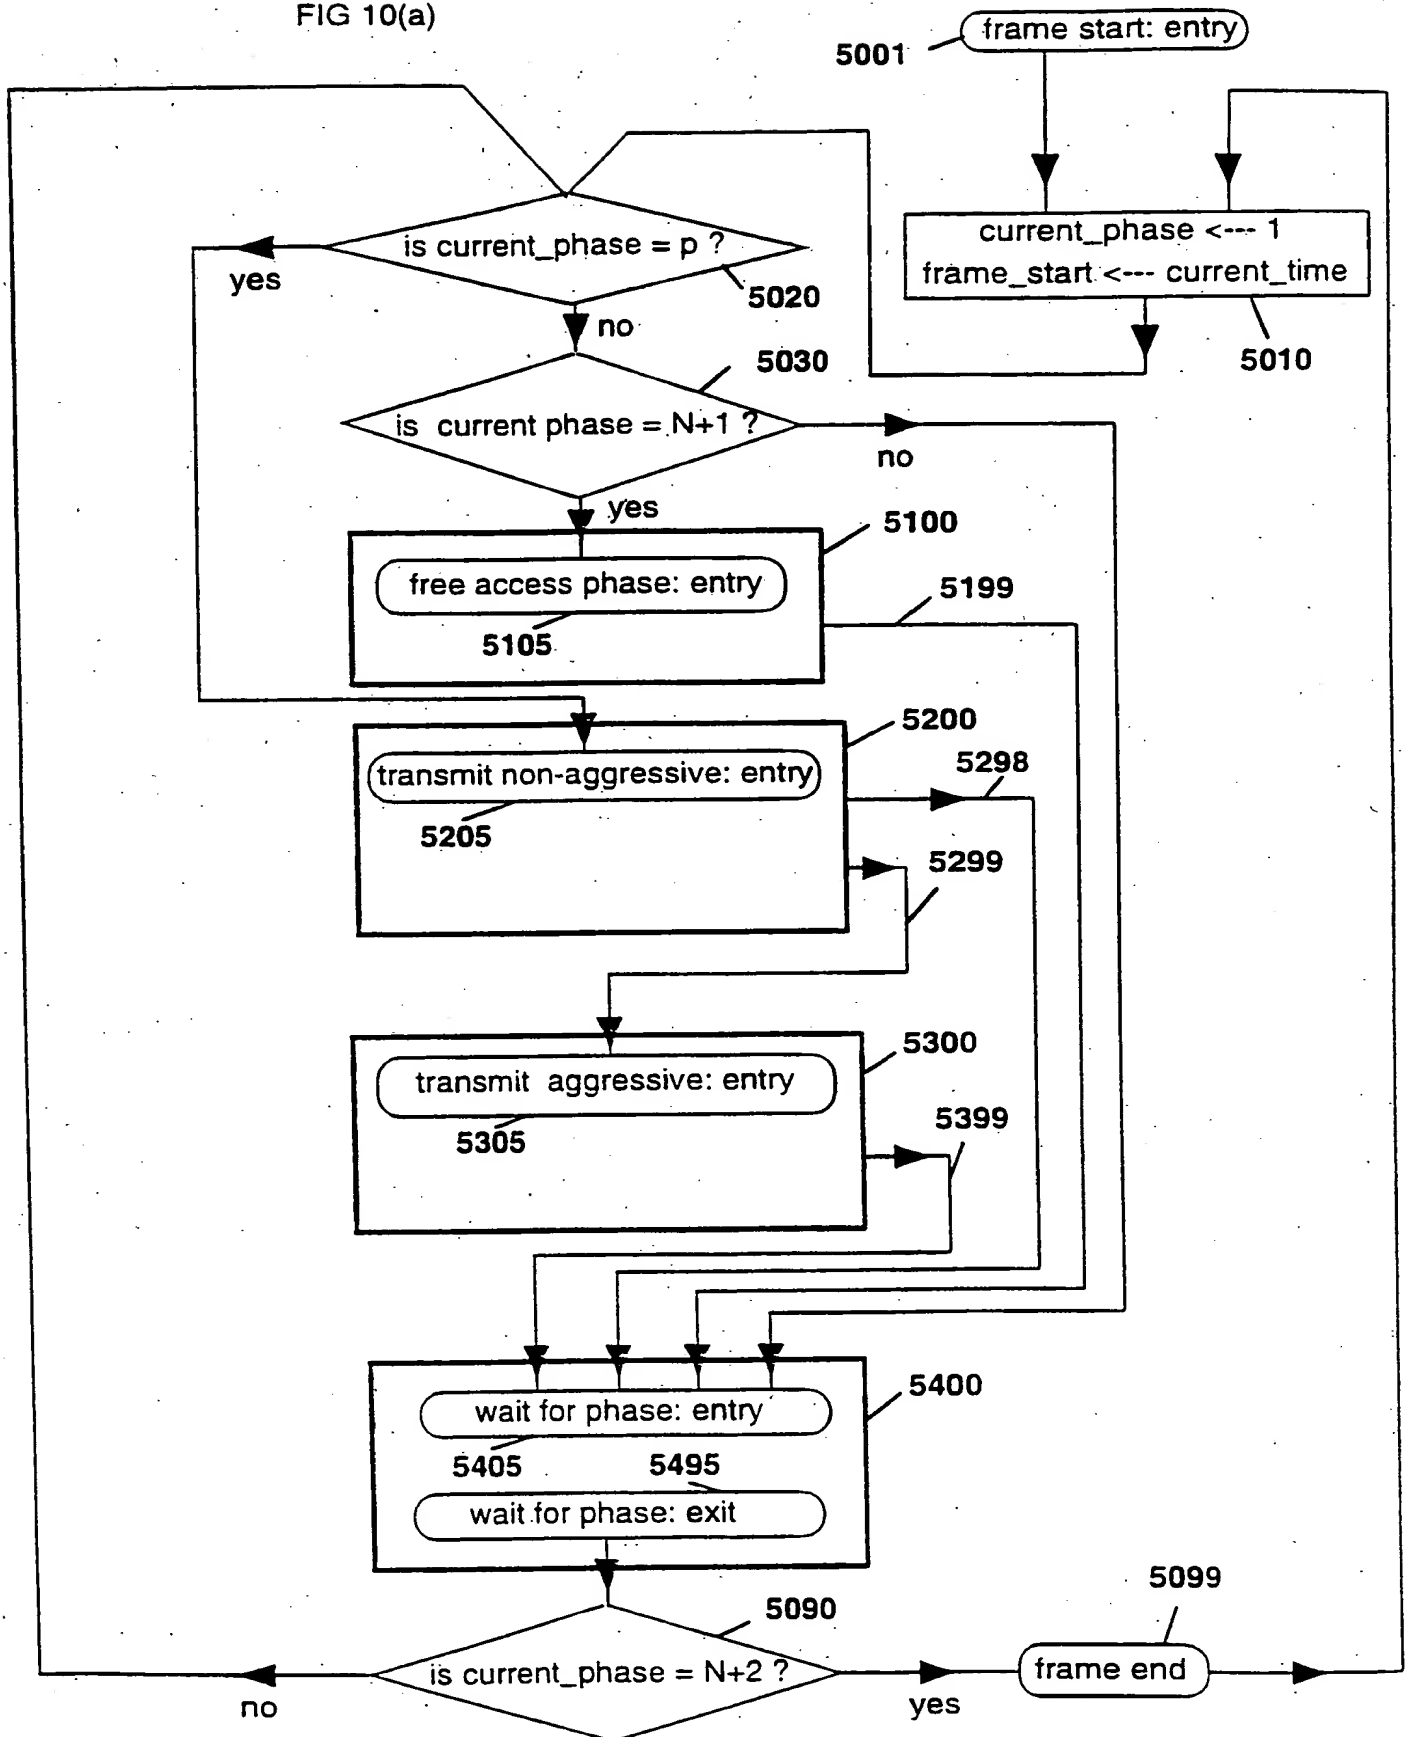 FIG 10(a)
frame start: entry
5001
current_phase <--- 1
frame_start <--- current_time
5010
is current_phase = p ?
yes
5020
no
5030
is current phase = N+1 ?
no
yes
5100
free access phase: entry
5199
5105
5200
transmit non-aggressive: entry
5298
5205
5299
5300
transmit aggressive: entry
5399
5305
5400
wait for phase: entry
5405
5495
wait for phase: exit
5099
5090
is current_phase = N+2 ?
frame end
no
yes